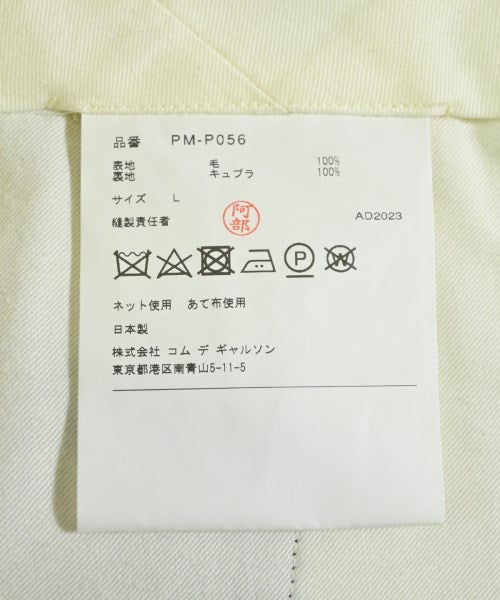 品番 PM-P056
表地 毛 100%
裏地 キュプラ 100%
サイズ L
縫製責任者 阿部 AD2023
P W
ネット使用 あて布使用
日本製
株式会社 コム デ ギャルソン
東京都港区南青山5-11-5